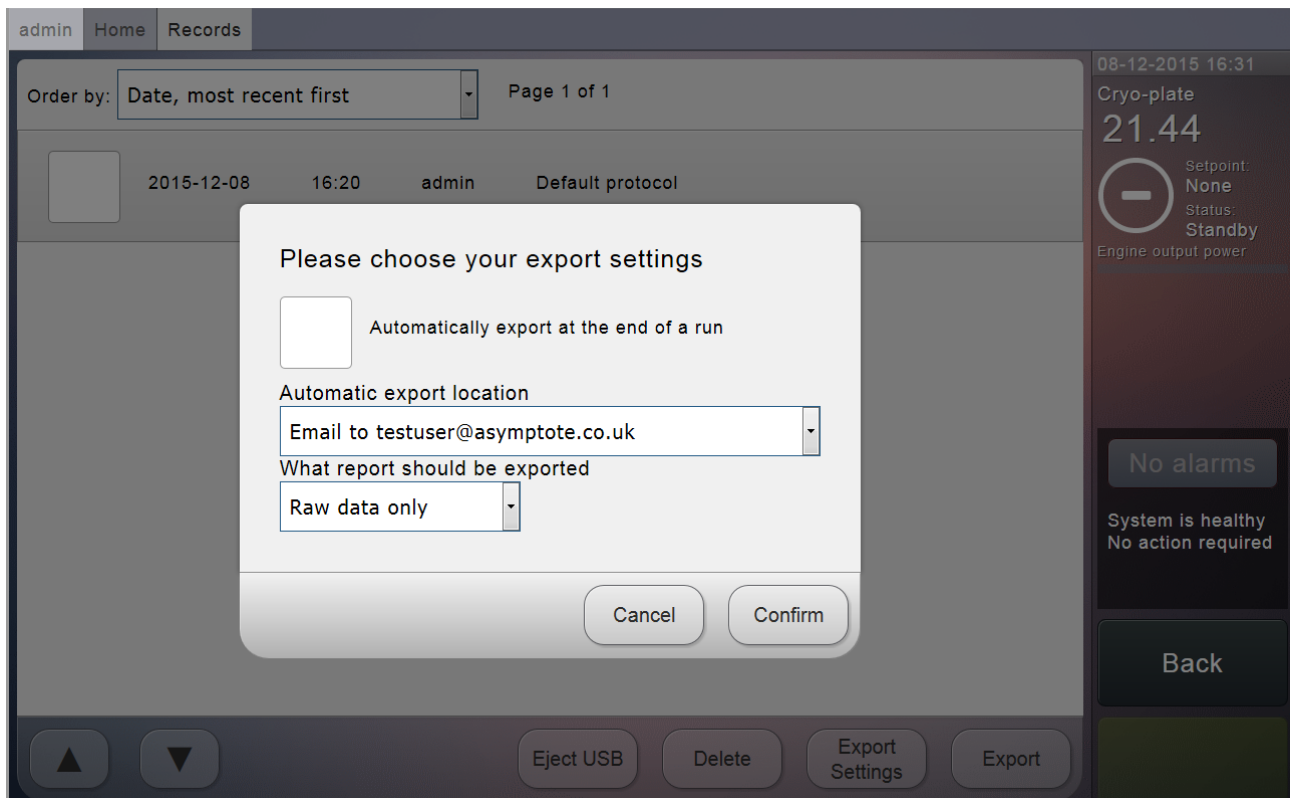 admin Home Records
Order by: Date, most recent first Page 1 of 1
2015-12-08 16:20 admin Default protocol
Please choose your export settings
Automatically export at the end of a run
Automatic export location
Email to testuser@asymptote.co.uk
What report should be exported
Raw data only
Cancel Confirm
Eject USB Delete Export Settings Export
08-12-2015 16:31
Cryo-plate
21.44
Setpoint:
None
Status:
Standby
Engine output power
No alarms
System is healthy
No action required
Back